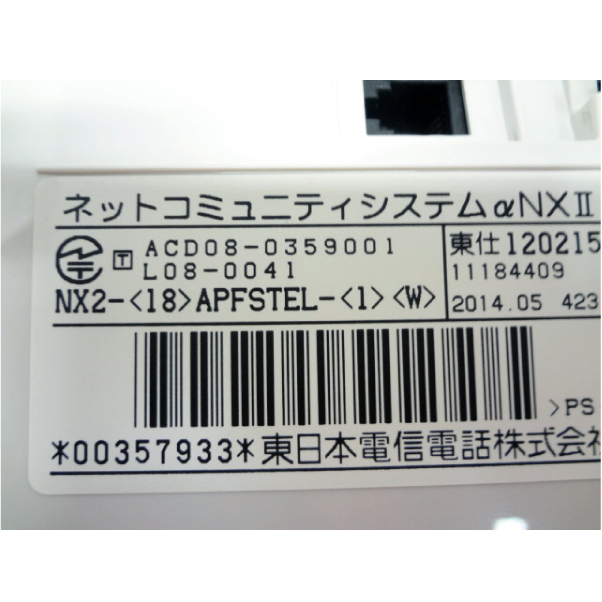 ネットコミュニティシステムαNXⅡ
T ACD08-0359001
L08-0041
NX2-<18>APFSTEL-<1><W>
東仕120215
11184409
2014.05 423
>PS
*00357933*東日本電信電話株式会